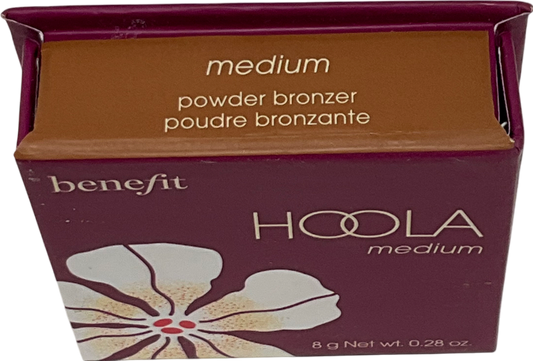 medium
powder bronzer
poudre bronzante
benefit
HOOLA
medium
8 g Net wt. 0.28 oz.